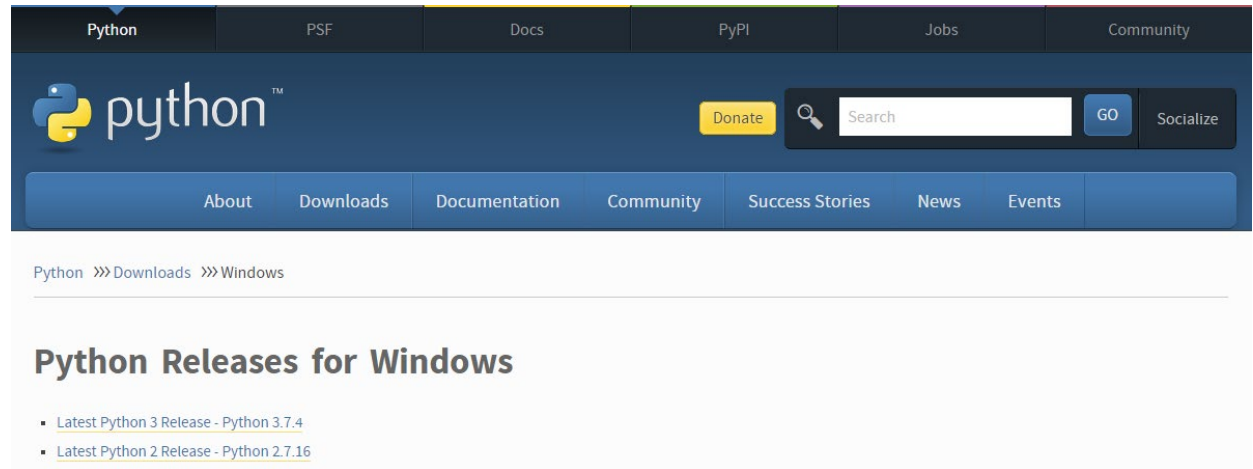 Python PSF Docs PyPI Jobs Community
python™ Donate Search GO Socialize
About Downloads Documentation Community Success Stories News Events
Python >>> Downloads >>> Windows
Python Releases for Windows
▪ Latest Python 3 Release - Python 3.7.4
▪ Latest Python 2 Release - Python 2.7.16